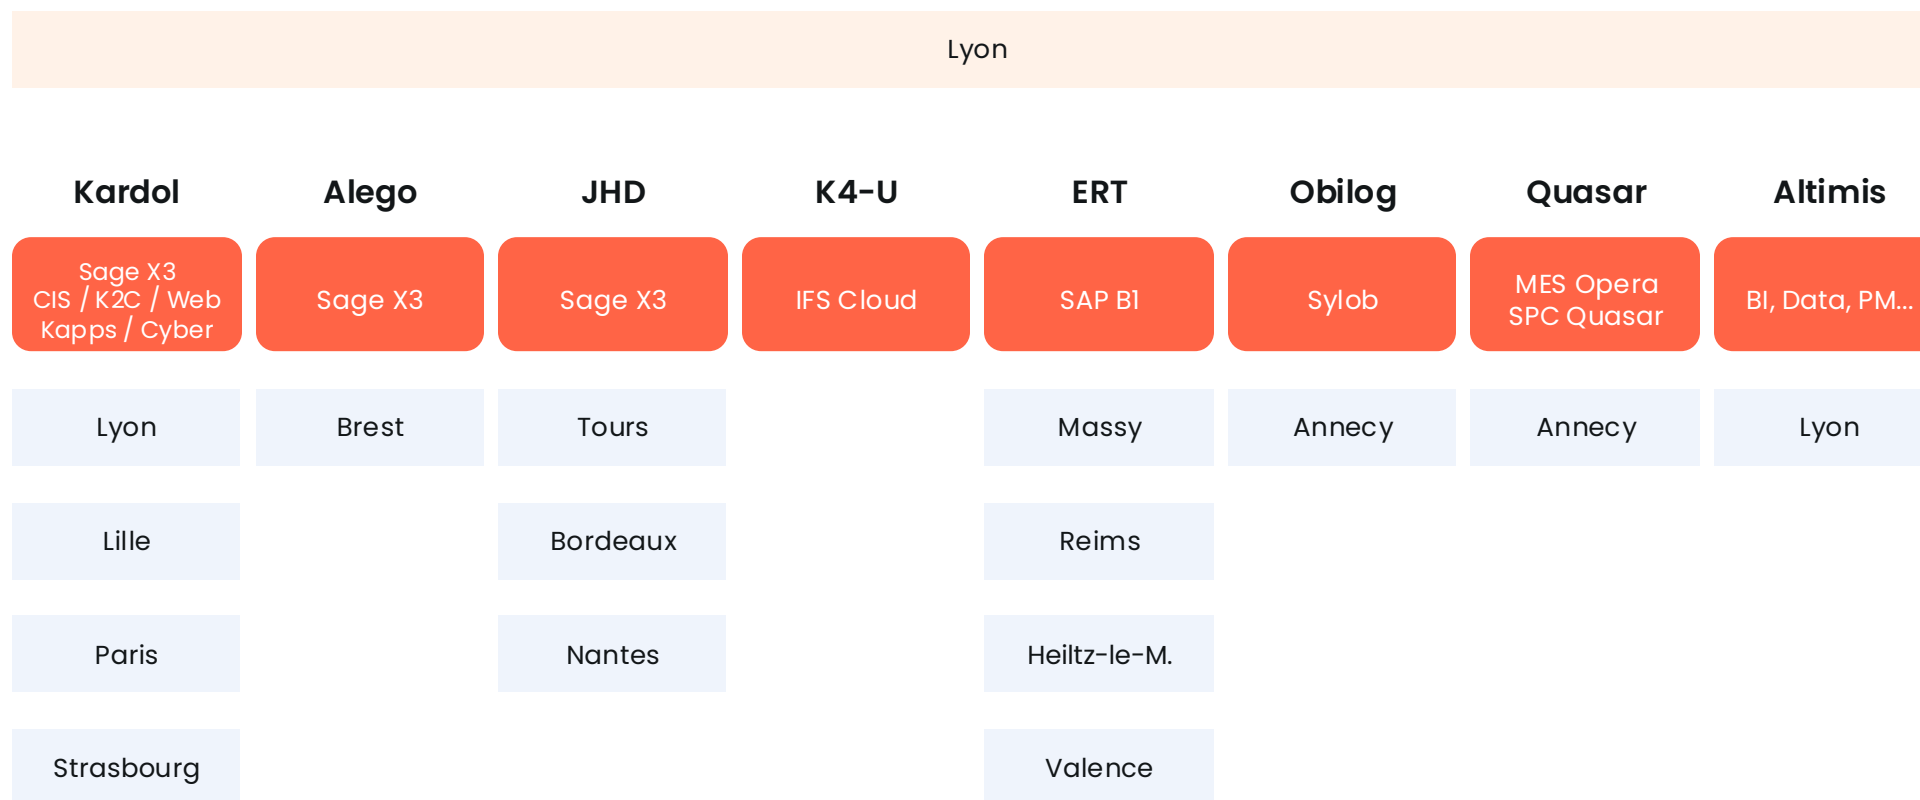 Lyon
Kardol
Alego
JHD
K4-U
ERT
Obilog
Quasar
Altimis
Sage X3
CIS / K2C / Web
Kapps / Cyber
Sage X3
Sage X3
IFS Cloud
SAP B1
Sylob
MES Opera
SPC Quasar
BI, Data, PM...
Lyon
Brest
Tours
Massy
Annecy
Annecy
Lyon
Lille
Bordeaux
Reims
Paris
Nantes
Heiltz-le-M.
Strasbourg
Valence